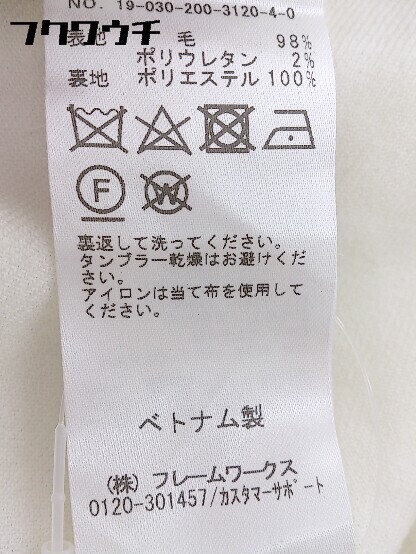 NO. 19-030-200-3120-4-0
フクウウチ
表地 毛 98%
ポリウレタン 2%
裏地 ポリエステル 100%
F W
裏返して洗ってください。
タンブラー乾燥はお避けくだ
さい。
アイロンは当て布を使用して
ください。
ベトナム製
(株) フレームワークス
0120-301457/カスタマーサポート